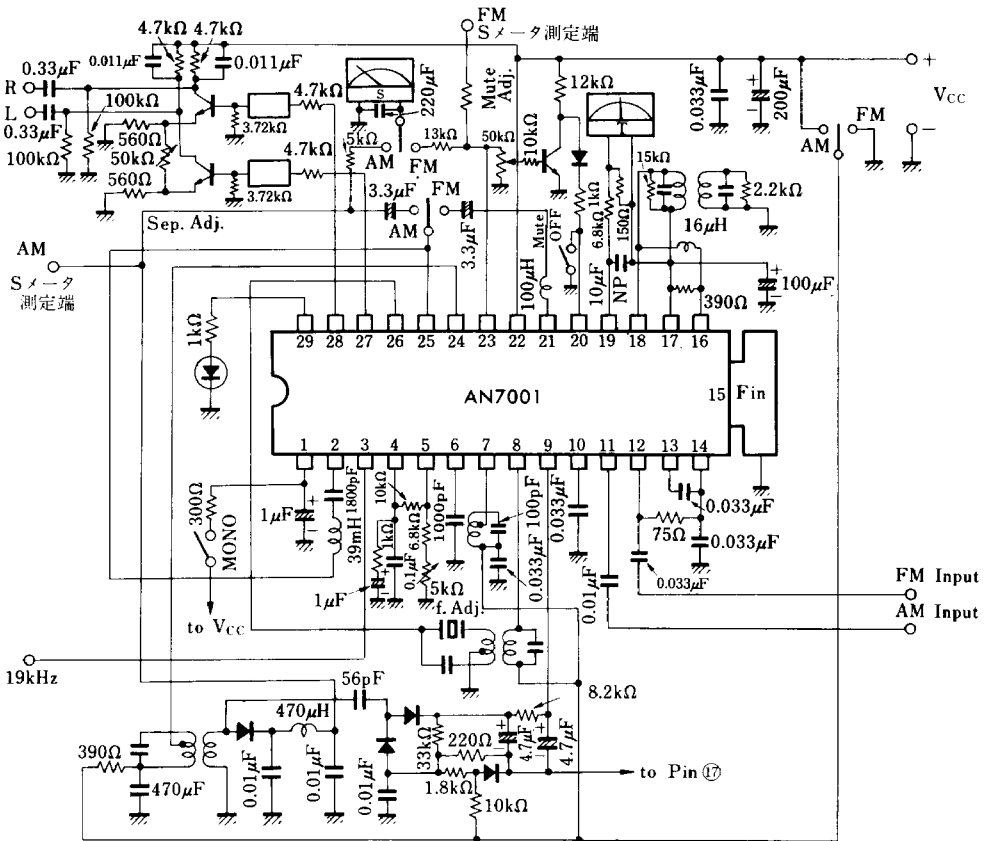 FM
Sメータ測定端
4.7kΩ 4.7kΩ
0.011μF
0.011μF
0.33μF
R
L
0.33μF
100kΩ
100kΩ
560Ω
50kΩ
560Ω
3.72kΩ
3.72kΩ
4.7kΩ
4.7kΩ
Sep. Adj.
S
220μF
5kΩ
AM
FM
13kΩ
3.3μF
FM
AM
3.3μF
Mute Adj.
50kΩ
10kΩ
12kΩ
1kΩ
6.8kΩ
150Ω
15kΩ
16μH
2.2kΩ
Mute OFF
100μH
10μF
NP
390Ω
+
100μF
−
0.033μF
+
200μF
−
+
VCC
−
FM
AM
AM
Sメータ
測定端
1kΩ
29 28 27 26 25 24 23 22 21 20 19 18 17 16
AN7001
15 Fin
1 2 3 4 5 6 7 8 9 10 11 12 13 14
300Ω
1μF
+
−
MONO
to VCC
1800pF
39mH
10kΩ
1kΩ
6.8kΩ
0.1μF
1μF
+
−
5kΩ
f. Adj.
1000pF
100pF
0.033μF
0.033μF
0.01μF
0.033μF
75Ω
0.033μF
0.033μF
FM Input
AM Input
19kHz
56pF
8.2kΩ
470μH
390Ω
470μF
0.01μF
0.01μF
0.01μF
33kΩ
220Ω
1.8kΩ
10kΩ
+
4.7μF
−
+
4.7μF
−
to Pin⑰